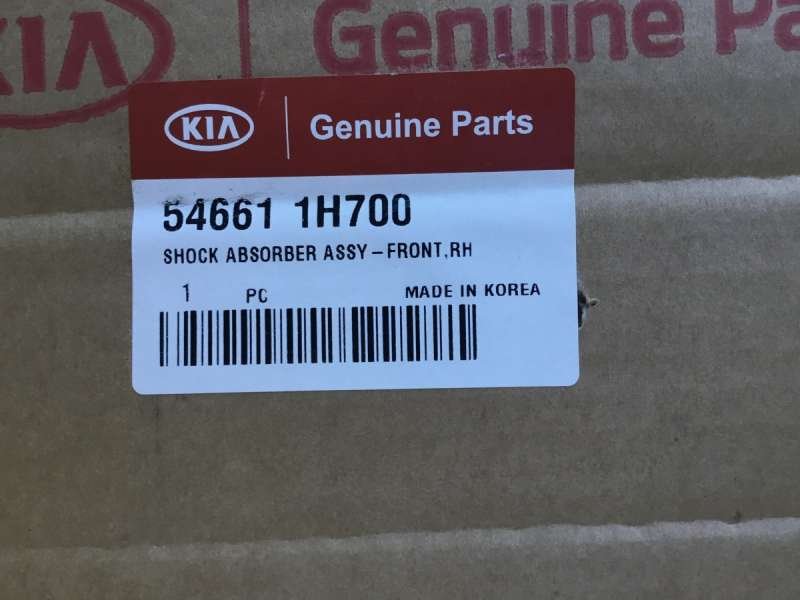 KIA Genuine Pa
KIA Genuine Parts
54661 1H700
SHOCK ABSORBER ASSY-FRONT,RH
1 PC MADE IN KOREA